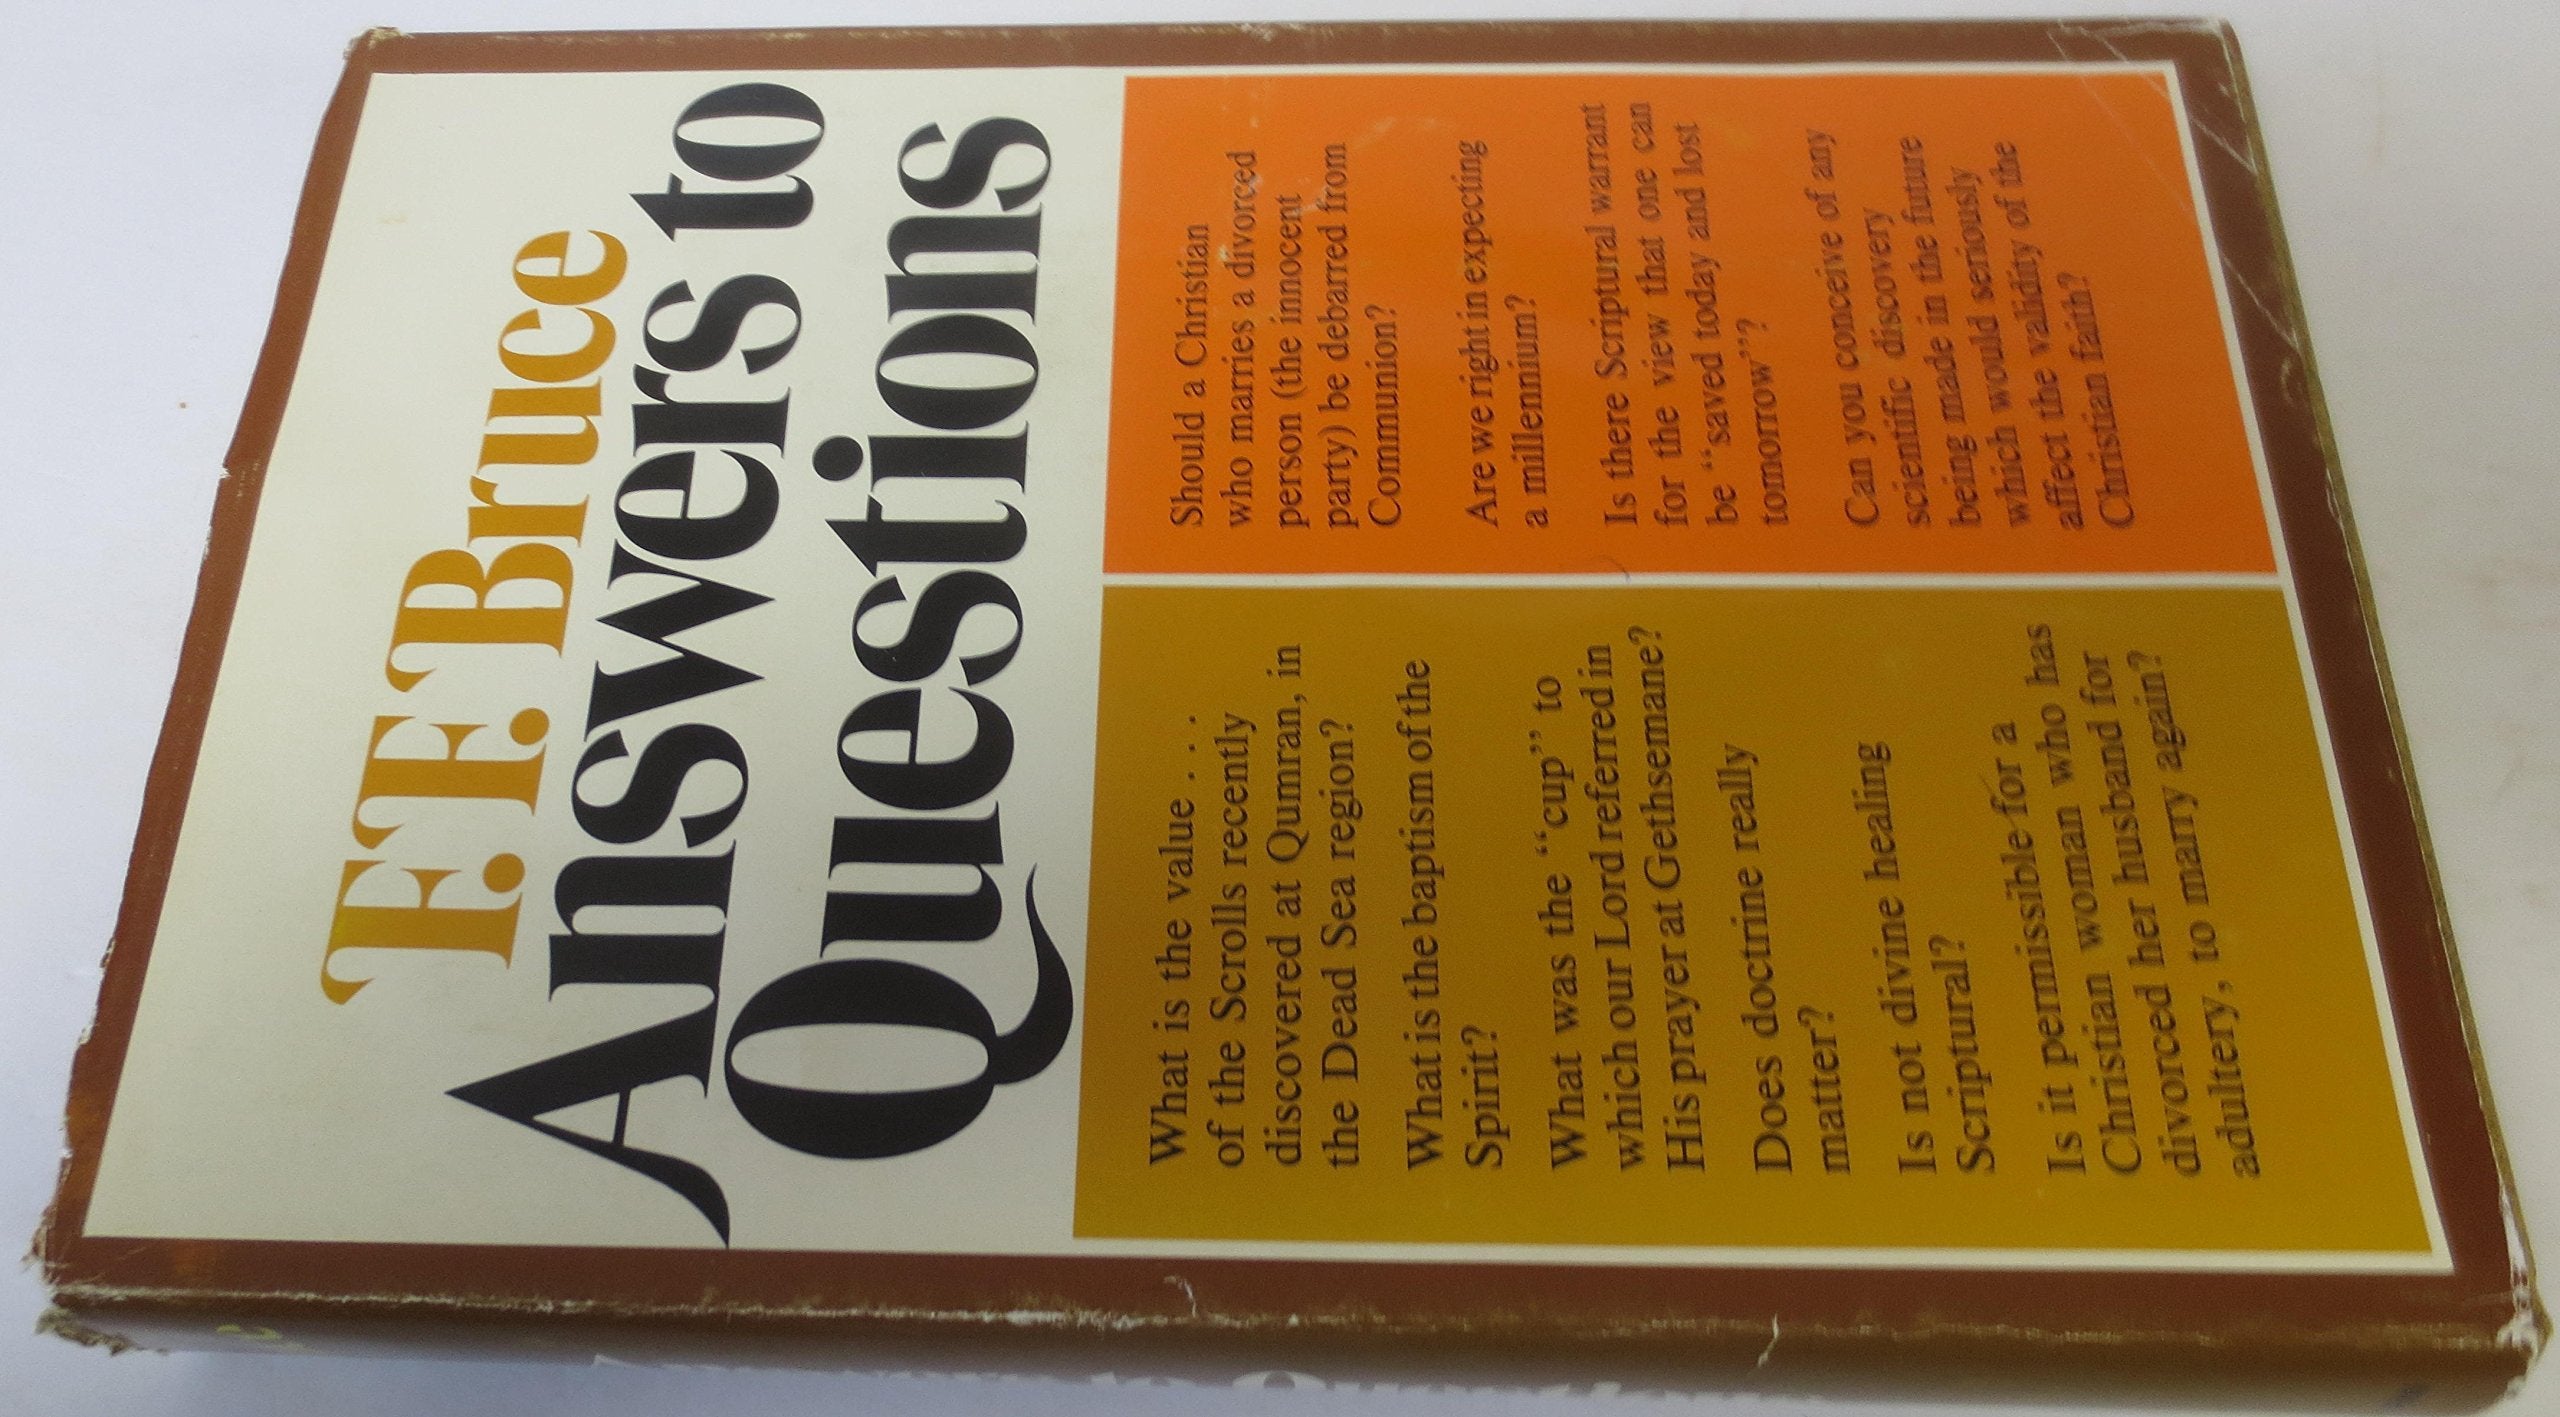 F.F. Bruce
Answers to
Questions
What is the value . . . .
of the Scrolls recently
discovered at Qumran, in
the Dead Sea region?
What is the baptism of the
Spirit?
What was the “cup” to
which our Lord referred in
His prayer at Gethsemane?
Does doctrine really
matter?
Is not divine healing
Scriptural?
Is it permissible for a
Christian woman who has
divorced her husband for
adultery, to marry again?
Should a Christian
who marries a divorced
person (the innocent
party) be debarred from
Communion?
Are we right in expecting
a millennium?
Is there Scriptural warrant
for the view that one can
be “saved today and lost
tomorrow”?
Can you conceive of any
scientific discovery
being made in the future
which would seriously
affect the validity of the
Christian faith?